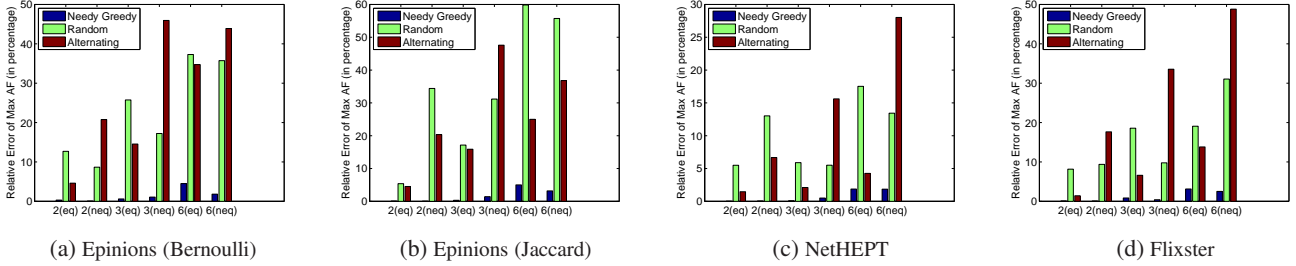 Relative Error of Max AF (in percentage)
50
40
30
20
10
0
Needy Greedy
Random
Alternating
2(eq) 2(neq) 3(eq) 3(neq) 6(eq) 6(neq)
(a) Epinions (Bernoulli)
Relative Error of Max AF (in percentage)
60
50
40
30
20
10
0
Needy Greedy
Random
Alternating
2(eq) 2(neq) 3(eq) 3(neq) 6(eq) 6(neq)
(b) Epinions (Jaccard)
Relative Error of Max AF (in percentage)
30
25
20
15
10
5
0
Needy Greedy
Random
Alternating
2(eq) 2(neq) 3(eq) 3(neq) 6(eq) 6(neq)
(c) NetHEPT
Relative Error of Max AF (in percentage)
50
40
30
20
10
0
Needy Greedy
Random
Alternating
2(eq) 2(neq) 3(eq) 3(neq) 6(eq) 6(neq)
(d) Flixster